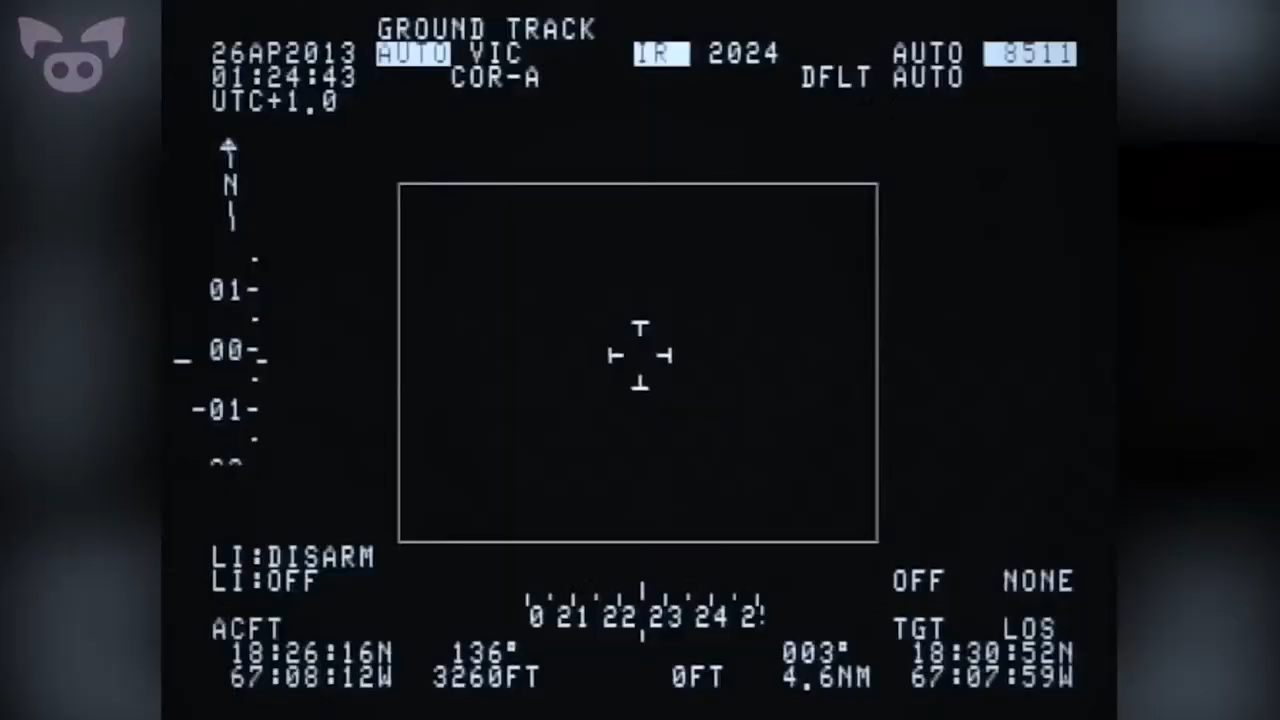 GROUND TRACK
26AP2013 AUTO VIC IR 2024 AUTO 8511
01:24:43 COR-A DFLT AUTO
UTC+1.0
N
01-
00-
-01-
LI:DISARM
LI:OFF OFF NONE
0 21 22 23 24 2
ACFT TGT LOS
18:26:16N 136° 003° 18:30:52N
67:08:12W 3260FT 0FT 4.6NM 67:07:59W